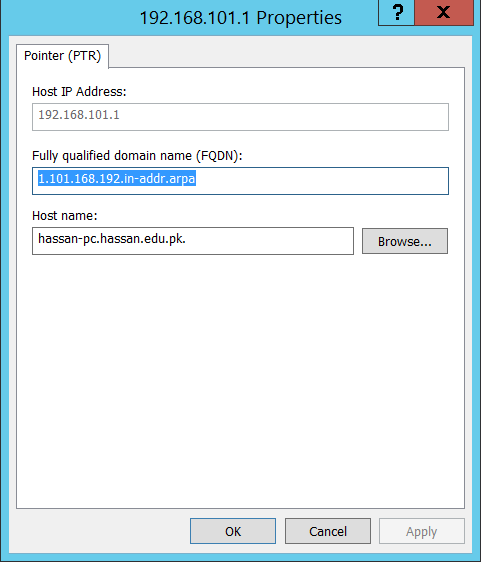 192.168.101.1 Properties
?
X
Pointer (PTR)
Host IP Address:
192.168.101.1
Fully qualified domain name (FQDN):
1.101.168.192.in-addr.arpa
Host name:
hassan-pc.hassan.edu.pk.
Browse...
OK
Cancel
Apply